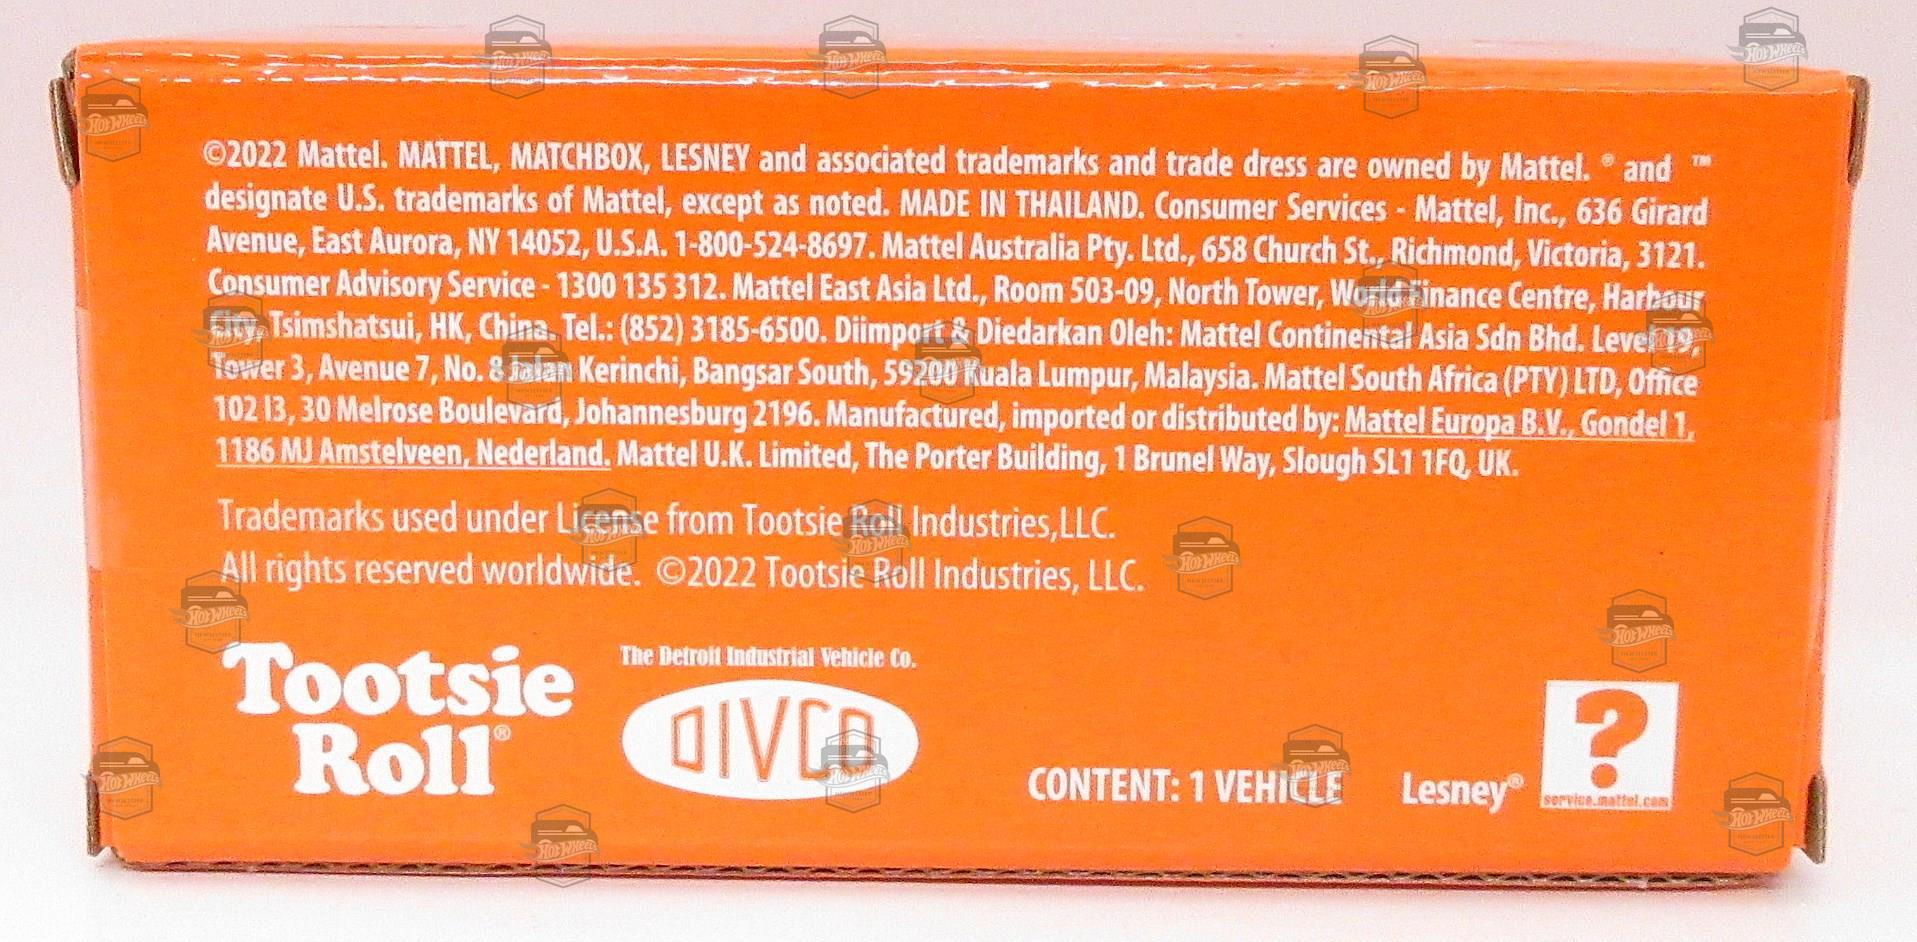 ©2022 Mattel. MATTEL, MATCHBOX, LESNEY and associated trademarks and trade dress are owned by Mattel. ® and ™
designate U.S. trademarks of Mattel, except as noted. MADE IN THAILAND. Consumer Services - Mattel, Inc., 636 Girard
Avenue, East Aurora, NY 14052, U.S.A. 1-800-524-8697. Mattel Australia Pty. Ltd., 658 Church St., Richmond, Victoria, 3121.
Consumer Advisory Service - 1300 135 312. Mattel East Asia Ltd., Room 503-09, North Tower, World Finance Centre, Harbour
City, Tsimshatsui, HK, China. Tel.: (852) 3185-6500. Diimport & Diedarkan Oleh: Mattel Continental Asia Sdn Bhd. Level 19,
Tower 3, Avenue 7, No. 8 Jalan Kerinchi, Bangsar South, 59200 Kuala Lumpur, Malaysia. Mattel South Africa (PTY) LTD, Office
102 I3, 30 Melrose Boulevard, Johannesburg 2196. Manufactured, imported or distributed by: Mattel Europa B.V., Gondel 1,
1186 MJ Amstelveen, Nederland. Mattel U.K. Limited, The Porter Building, 1 Brunel Way, Slough SL1 1FQ, UK.
Trademarks used under License from Tootsie Roll Industries,LLC.
All rights reserved worldwide. ©2022 Tootsie Roll Industries, LLC.
Tootsie
Roll®
The Detroit Industrial Vehicle Co.
DIVCO
CONTENT: 1 VEHICLE
Lesney®
?
service.mattel.com
Hot Wheels